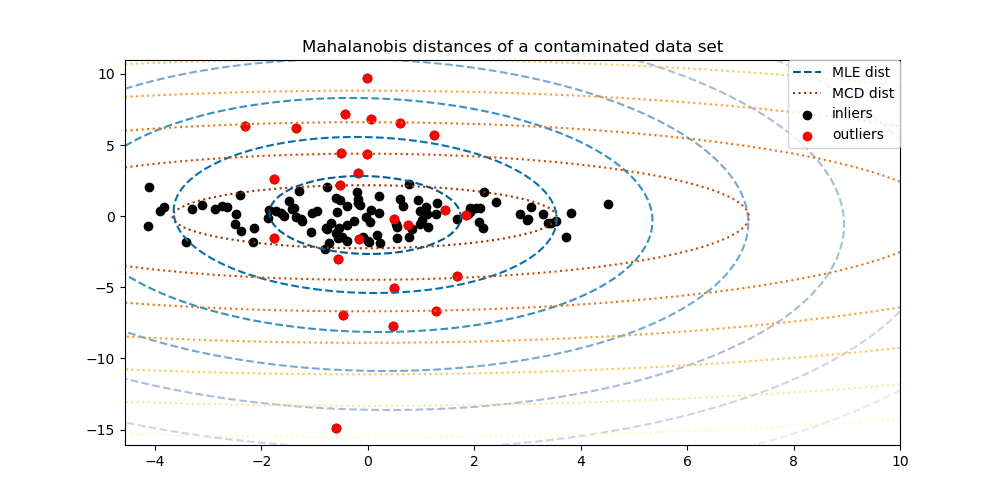 Mahalanobis distances of a contaminated data set
MLE dist
MCD dist
inliers
outliers
10
5
0
−5
−10
−15
−4 −2 0 2 4 6 8 10